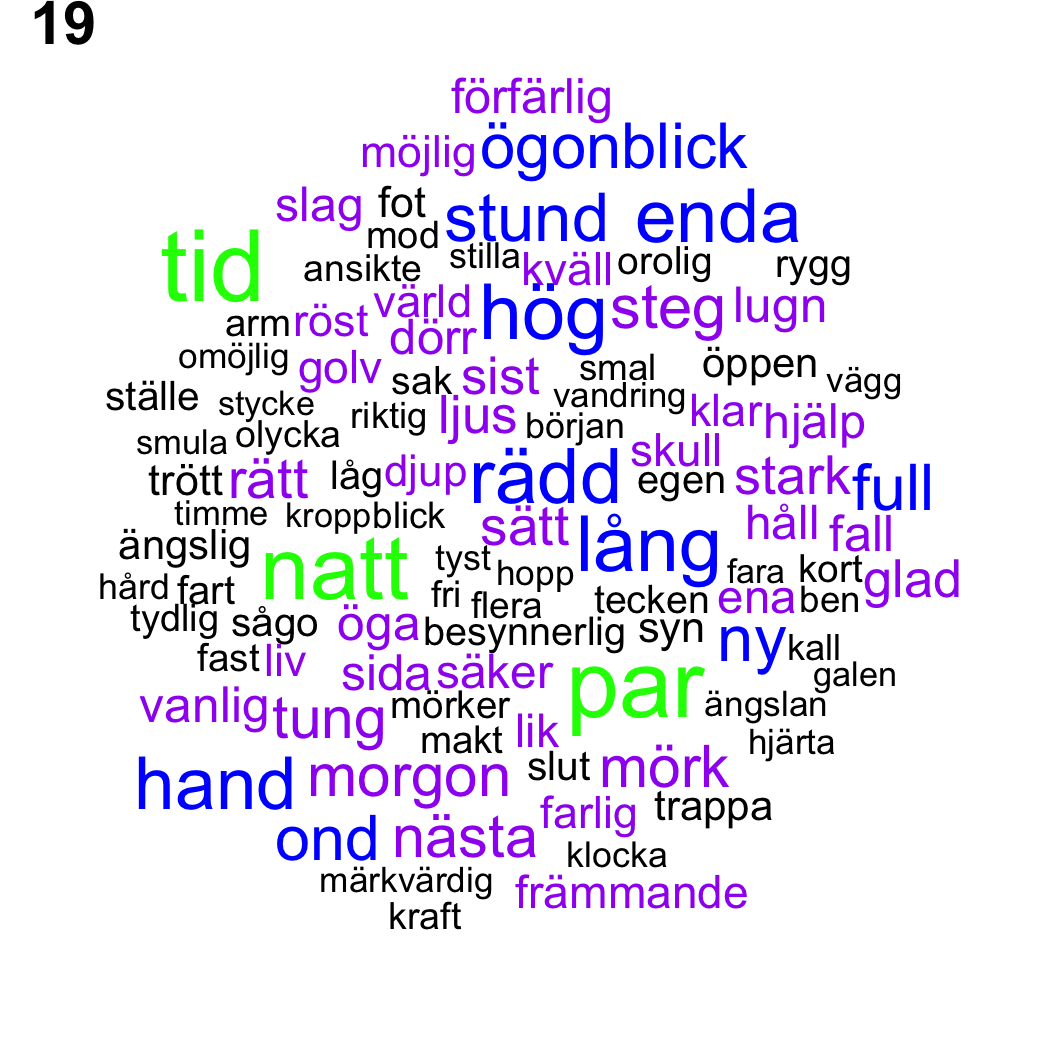 19
förfärlig
möjlig ögonblick
slag fot stund enda
mod
tid ansikte stilla kväll orolig rygg
arm röst värld hög steg lugn
dörr
omöjlig golv sak sist smal öppen vägg
ställe stycke riktig ljus vandring klar hjälp
smula olycka början
trött rätt låg djup rädd skull egen stark full
timme kropp blick sätt lång håll fall
ängslig natt tyst hopp fara kort glad
hård fart fri flera tecken ena ben
tydlig sågo öga besynnerlig syn ny kall
fast liv sida säker par galen
vanlig tung mörker ängslan
makt lik hjärta
hand morgon slut mörk
ond nästa farlig trappa
klocka
märkvärdig främmande
kraft